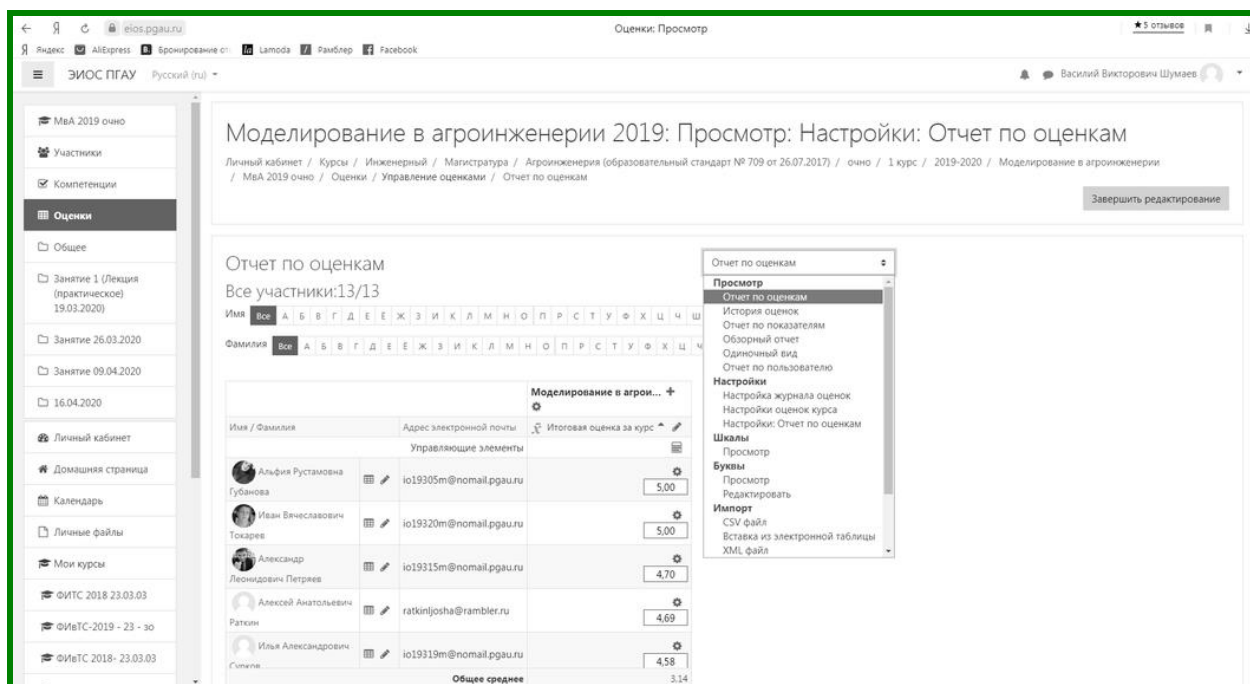 eios.pgau.ru
Оценки: Просмотр
★5 отзывов
Яндекс AliExpress Бронирование от Lamoda Рамблер Facebook
ЭИОС ПГАУ Русский (ru)
Василий Викторович Шумаев
МвА 2019 очно
Участники
Компетенции
Оценки
Общее
Занятие 1 (Лекция
(практическое)
19.03.2020)
Занятие 26.03.2020
Занятие 09.04.2020
16.04.2020
Личный кабинет
Домашняя страница
Календарь
Личные файлы
Мои курсы
ФИТС 2018 23.03.03
ФИвТС-2019 - 23 - зо
ФИвТС 2018- 23.03.03
Моделирование в агроинженерии 2019: Просмотр: Настройки: Отчет по оценкам
Личный кабинет / Курсы / Инженерный / Магистратура / Агроинженерия (образовательный стандарт № 709 от 26.07.2017) / очно / 1 курс / 2019-2020 / Моделирование в агроинженерии
/ МвА 2019 очно / Оценки / Управление оценками / Отчет по оценкам
Завершить редактирование
Отчет по оценкам
Все участники:13/13
Имя Все А Б В Г Д Е Ё Ж З И К Л М Н О П Р С Т У Ф Х Ц Ч Ш
Фамилия Все А Б В Г Д Е Ё Ж З И К Л М Н О П Р С Т У Ф Х Ц Ч
Моделирование в агрои...
Имя / Фамилия Адрес электронной почты x̄ Итоговая оценка за курс
Управляющие элементы
Альфия Рустамовна
Губанова io19305m@nomail.pgau.ru 5,00
Иван Вячеславович
Токарев io19320m@nomail.pgau.ru 5,00
Александр
Леонидович Петряев io19315m@nomail.pgau.ru 4,70
Алексей Анатольевич
Раткин ratkinljosha@rambler.ru 4,69
Илья Александрович
Сурков io19319m@nomail.pgau.ru 4,58
Общее среднее 3,14
Отчет по оценкам
Просмотр
Отчет по оценкам
История оценок
Отчет по показателям
Обзорный отчет
Одиночный вид
Отчет по пользователю
Настройки
Настройка журнала оценок
Настройки оценок курса
Настройки: Отчет по оценкам
Шкалы
Просмотр
Буквы
Просмотр
Редактировать
Импорт
CSV файл
Вставка из электронной таблицы
XML файл